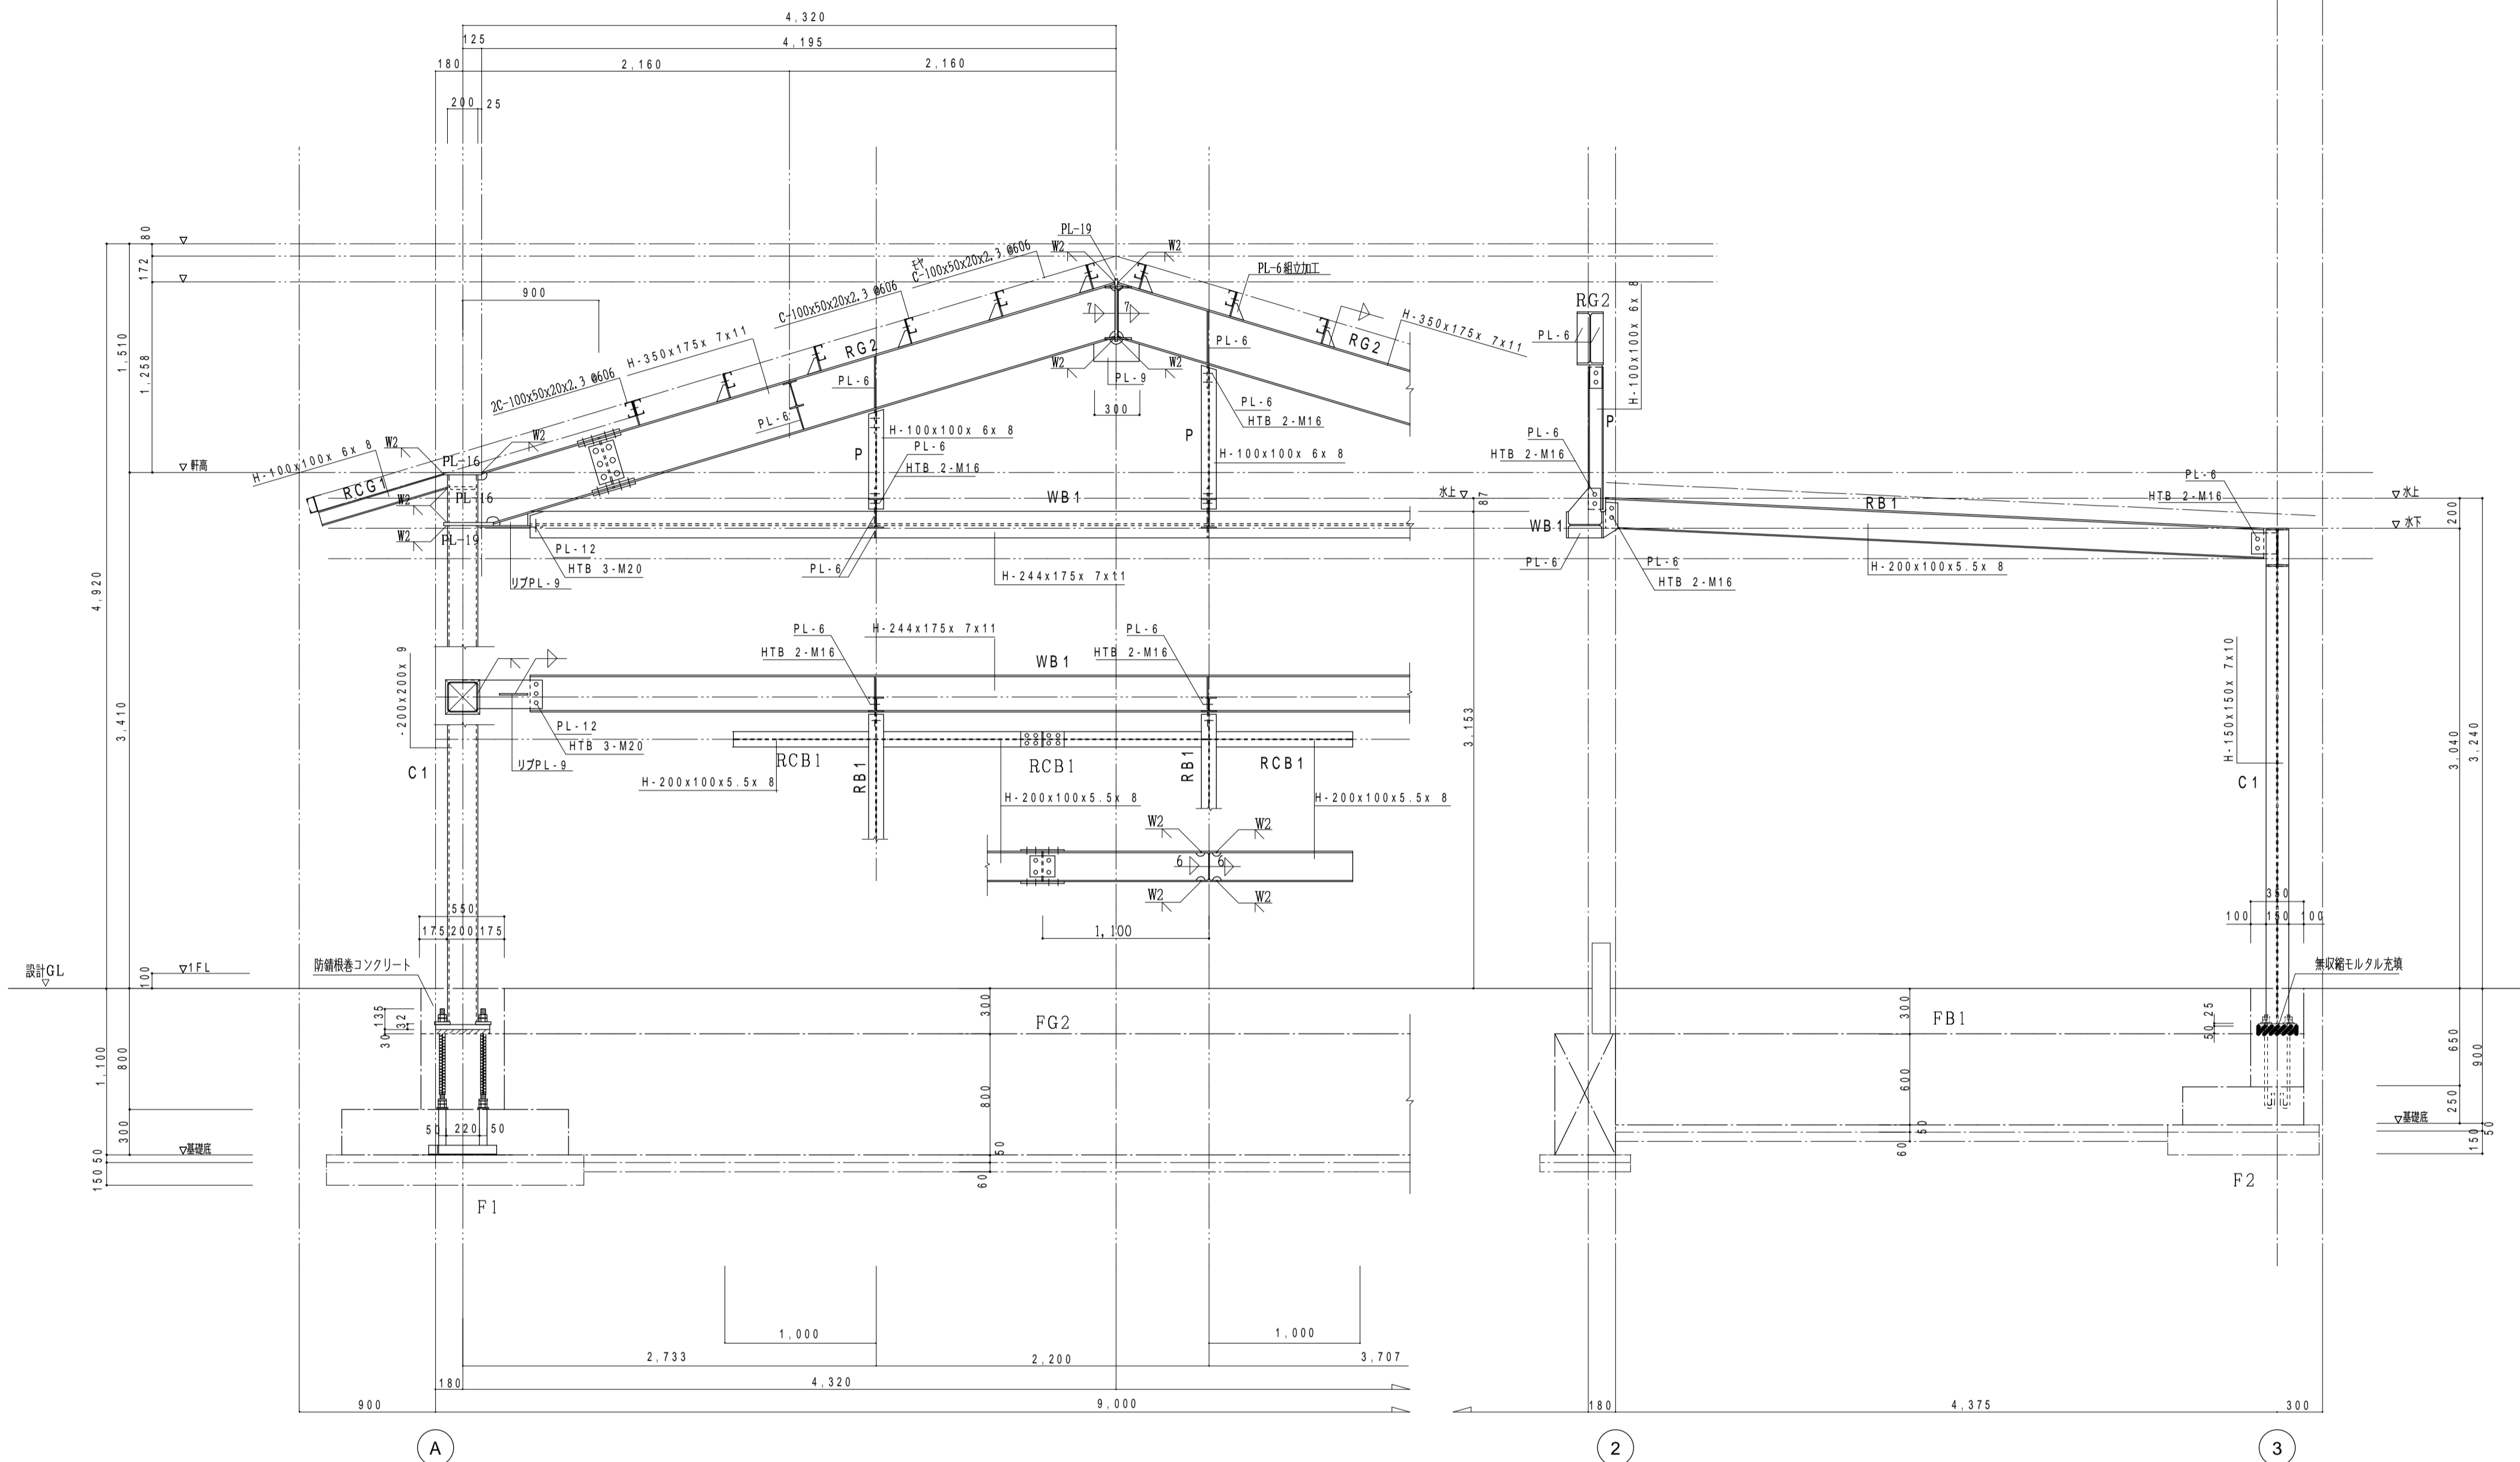 4,320
125
4,195
180
2,160
2,160
200
25
80
172
1,510
1,258
4,920
3,410
1,100
800
300
100
150
50
900
C-100x50x20x2.3 @606
モヤ
C-100x50x20x2.3 @606
2C-100x50x20x2.3 @606
H-350x175x 7x11
RG2
PL-19
W2
W2
PL-6組立加工
H-350x175x 7x11
RG2
7
7
PL-6
PL-6
PL-6
W2
W2
PL-9
300
PL-6
HTB 2-M16
P
H-100x100x 6x 8
PL-6
HTB 2-M16
P
H-100x100x 6x 8
▽軒高
H-100x100x 6x 8
W2
W2
PL-16
RCG1
PL-16
W2
W2
PL-19
PL-12
HTB 3-M20
リブPL-9
PL-6
WB1
H-244x175x 7x11
RG2
PL-6
H-100x100x 6x 8
P
PL-6
HTB 2-M16
水上▽
87
WB1
PL-6
PL-6
HTB 2-M16
RB1
H-200x100x5.5x 8
PL-6
HTB 2-M16
▽水上
▽水下
200
PL-6
HTB 2-M16
H-244x175x 7x11
WB1
PL-6
HTB 2-M16
-200x200x 9
PL-12
HTB 3-M20
リブPL-9
C1
RCB1
H-200x100x5.5x 8
RB1
RCB1
H-200x100x5.5x 8
RB1
RCB1
H-200x100x5.5x 8
W2
W2
6
6
W2
W2
1,100
3,153
H-150x150x 7x10
C1
3,040
3,240
350
100
150
100
550
175
200
175
設計GL
▽
▽1FL
防錆根巻コンクリート
135
32
30
300
FG2
800
50
60
50
220
50
▽基礎底
F1
FB1
300
600
50
60
無収縮モルタル充填
25
50
650
900
250
▽基礎底
150
50
F2
1,000
1,000
2,733
2,200
3,707
180
4,320
900
9,000
180
4,375
300
A
2
3